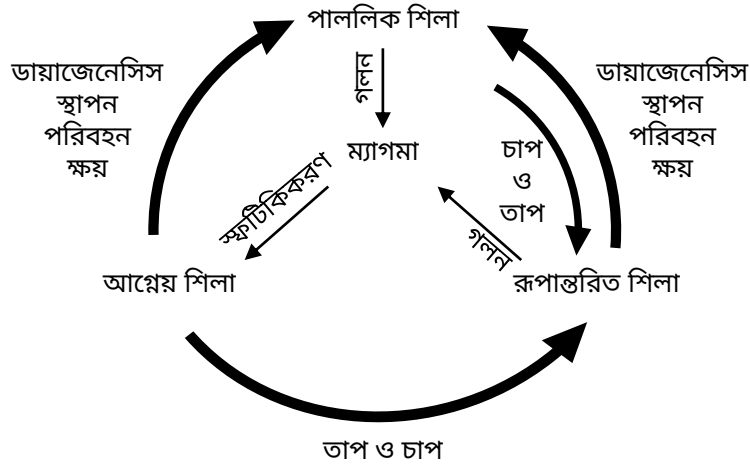 পাললিক শিলা
ডায়াজেনেসিস
স্থাপন
পরিবহন
ক্ষয়
গলন
ম্যাগমা
চাপ
ও
তাপ
ডায়াজেনেসিস
স্থাপন
পরিবহন
ক্ষয়
স্ফটিকিকরণ
গলন
আগ্নেয় শিলা
রূপান্তরিত শিলা
তাপ ও চাপ